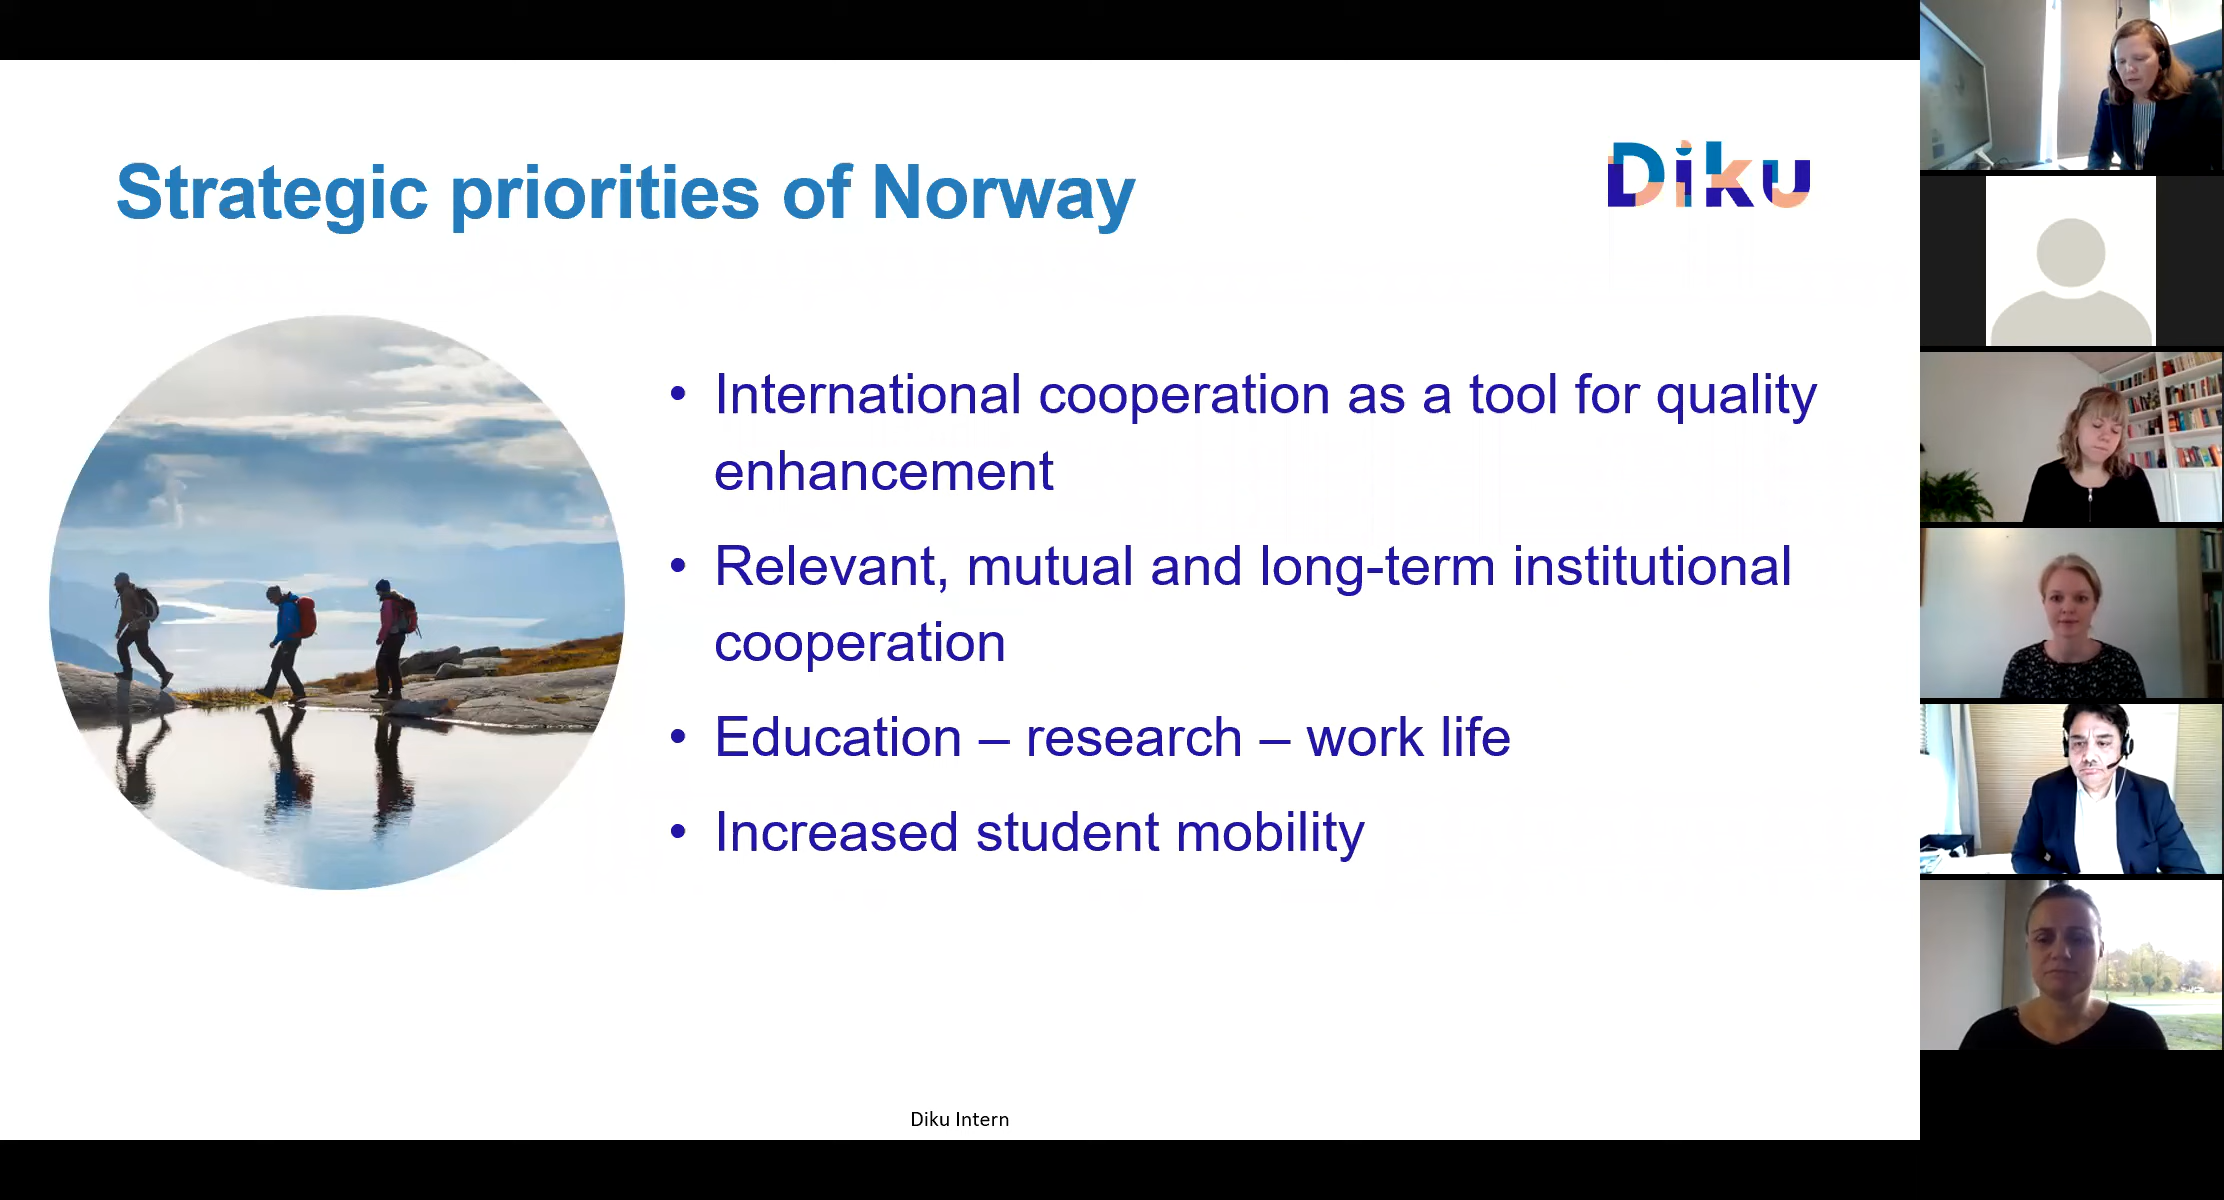 Strategic priorities of Norway
Diku
• International cooperation as a tool for quality
enhancement
• Relevant, mutual and long-term institutional
cooperation
• Education – research – work life
• Increased student mobility
Diku Intern